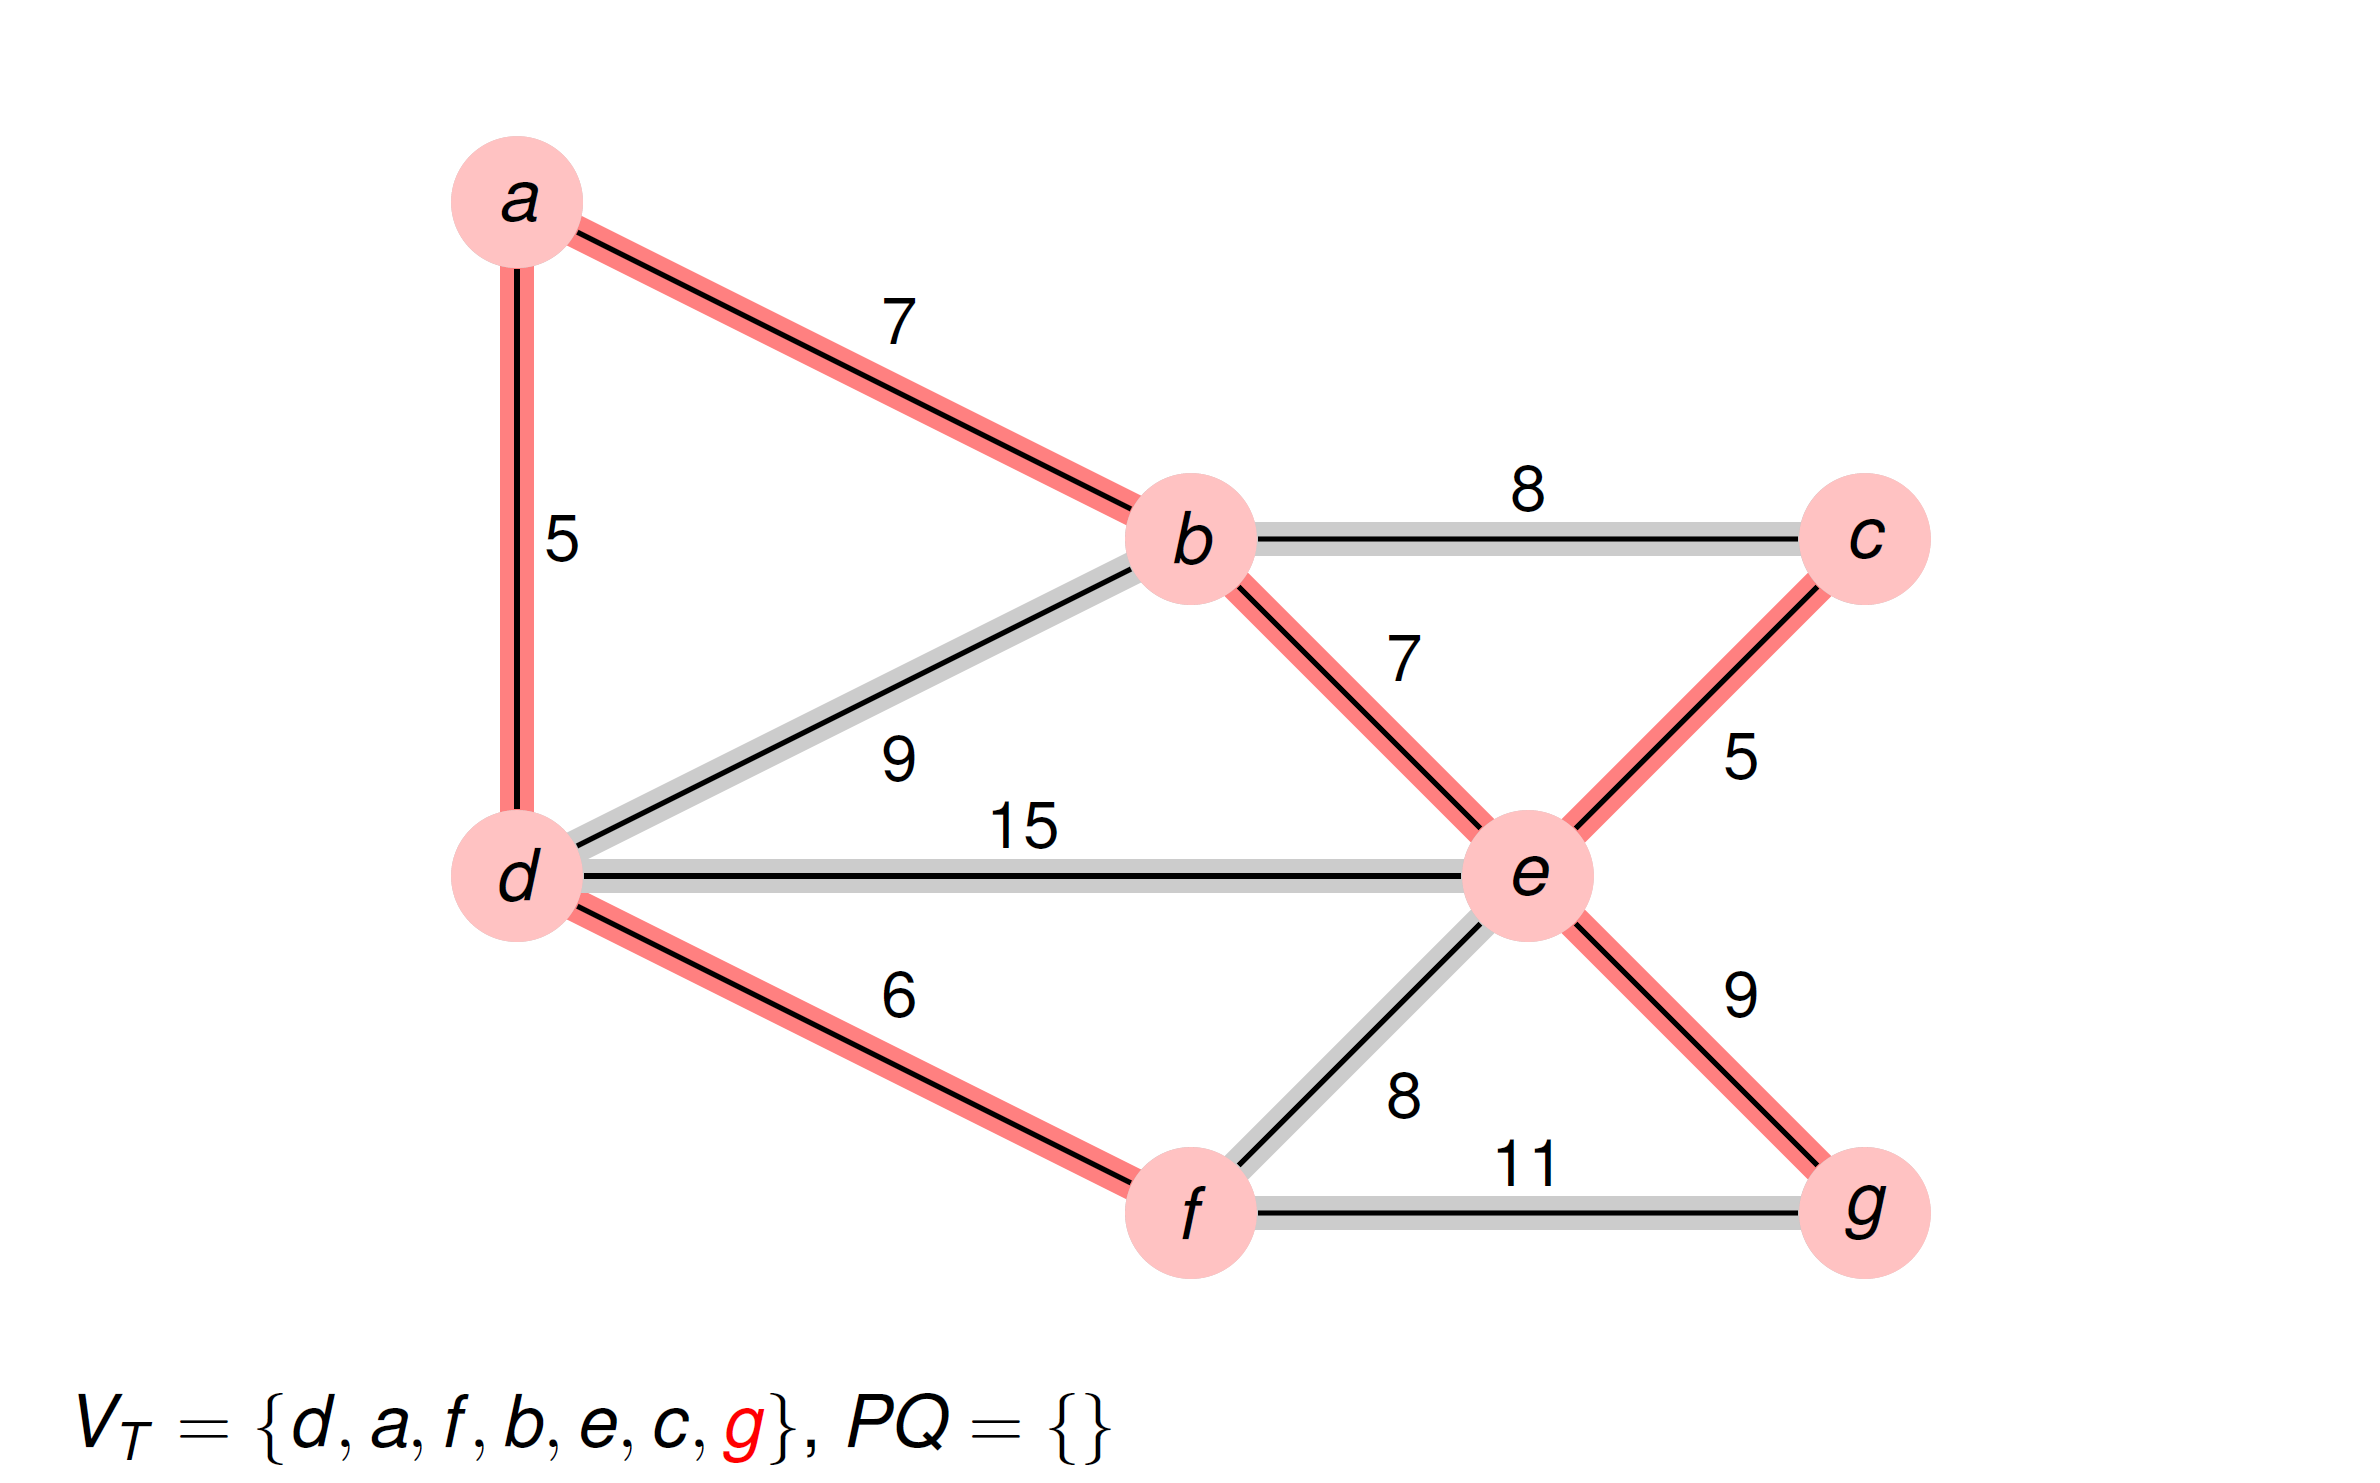 a
7
8
5
b
c
7
9
5
15
d
e
6
9
8
11
f
g
V_T = {d, a, f, b, e, c, g}, PQ = {}